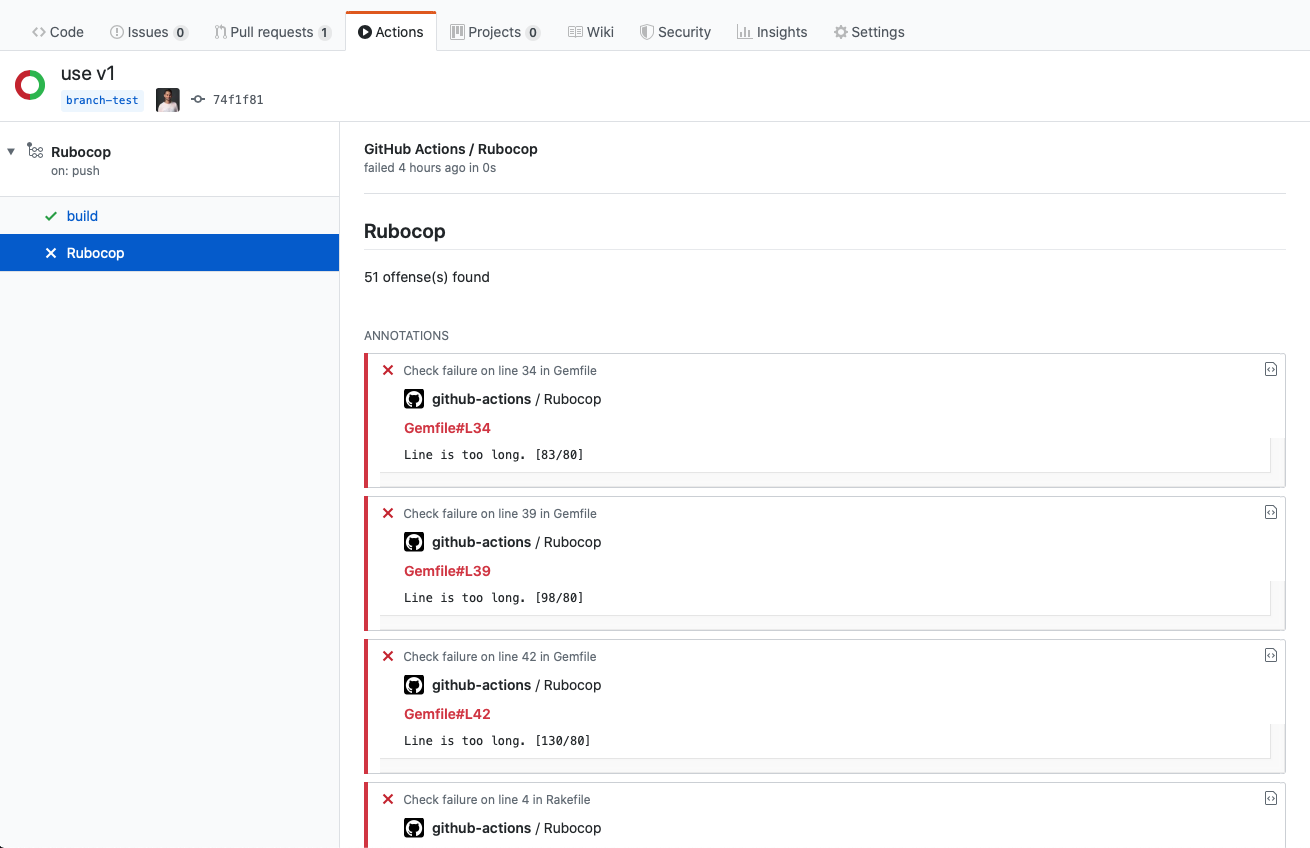 Code Issues 0 Pull requests 1 Actions Projects 0 Wiki Security Insights Settings
use v1
branch-test 74f1f81
Rubocop
on: push
build
Rubocop
GitHub Actions / Rubocop
failed 4 hours ago in 0s
Rubocop
51 offense(s) found
ANNOTATIONS
Check failure on line 34 in Gemfile
github-actions / Rubocop
Gemfile#L34
Line is too long. [83/80]
Check failure on line 39 in Gemfile
github-actions / Rubocop
Gemfile#L39
Line is too long. [98/80]
Check failure on line 42 in Gemfile
github-actions / Rubocop
Gemfile#L42
Line is too long. [130/80]
Check failure on line 4 in Rakefile
github-actions / Rubocop